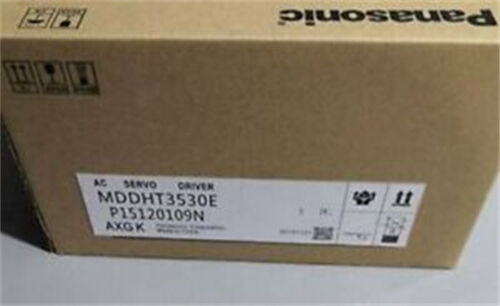 Panasonic
AC SERVO DRIVER
MDDHT3530E
P15120109N
AXGK